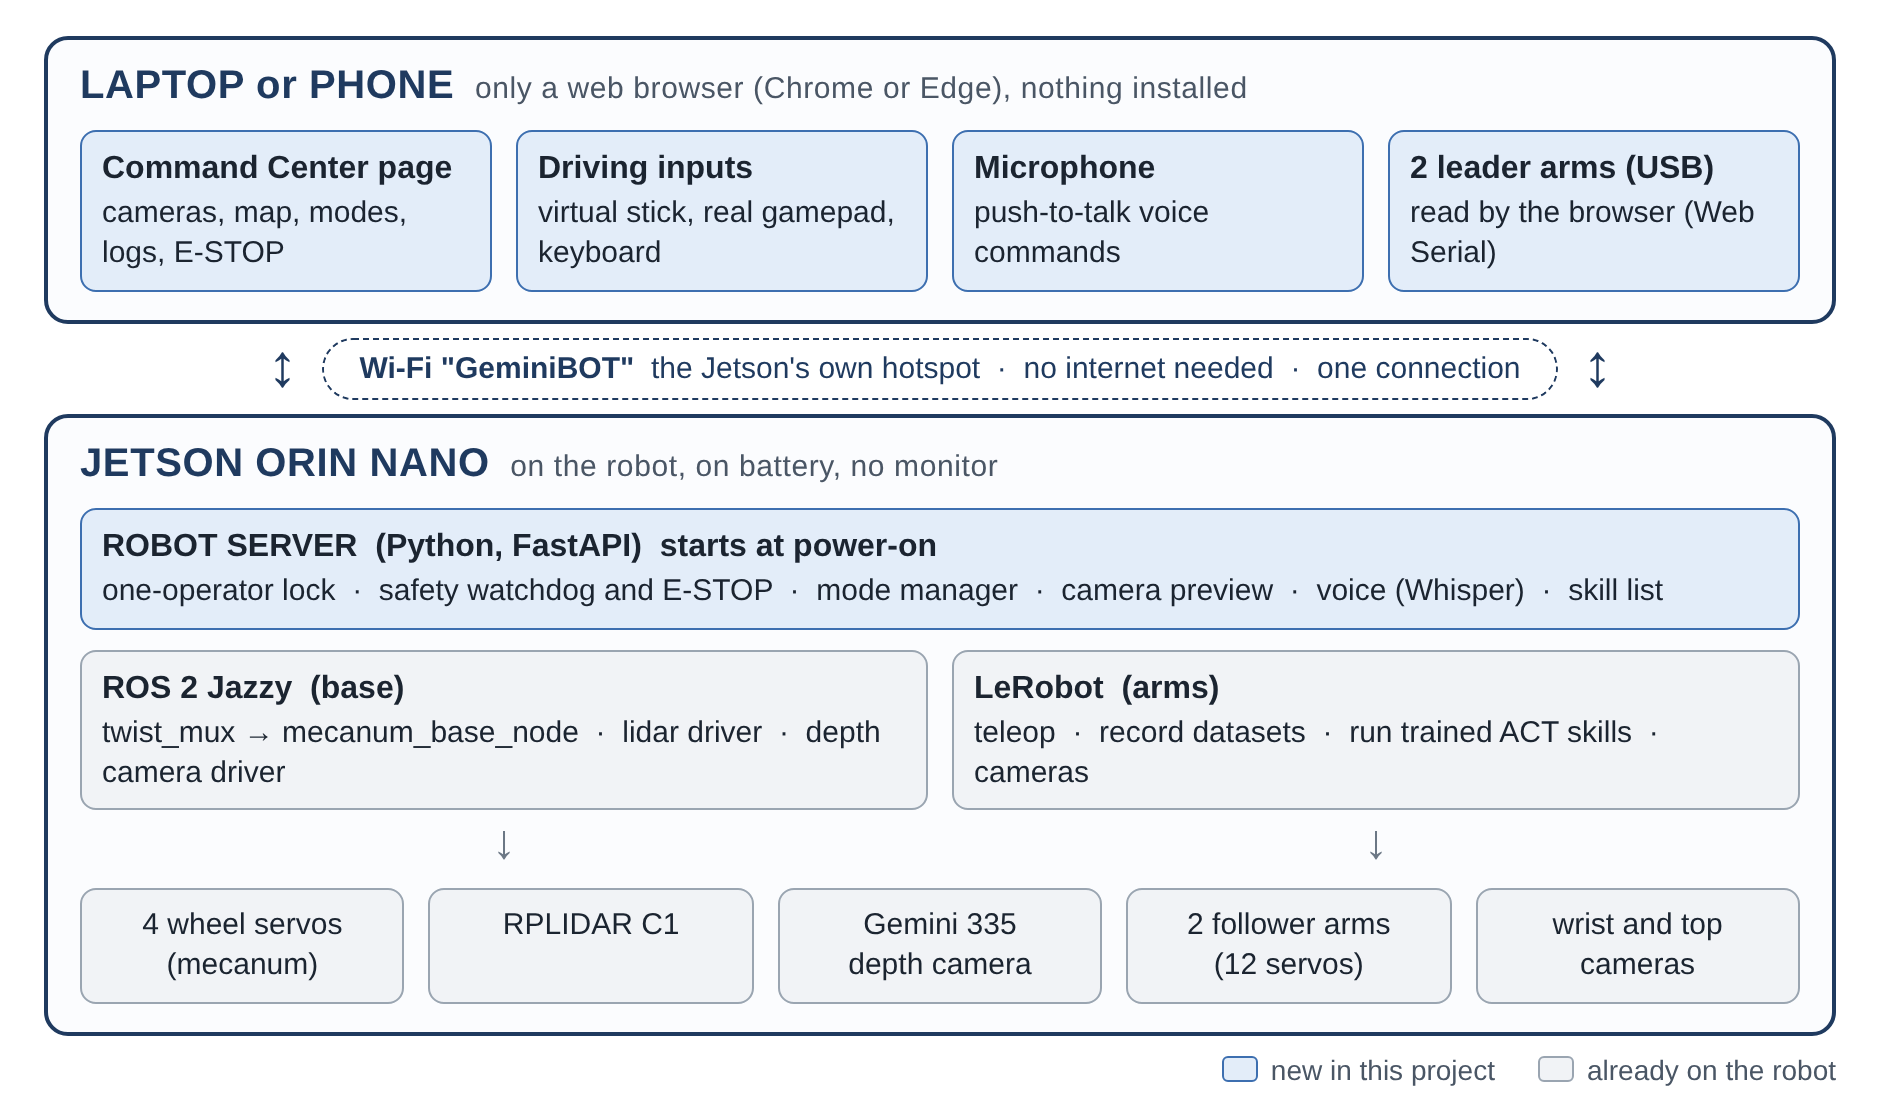 LAPTOP or PHONE only a web browser (Chrome or Edge), nothing installed
Command Center page
cameras, map, modes,
logs, E-STOP
Driving inputs
virtual stick, real gamepad,
keyboard
Microphone
push-to-talk voice
commands
2 leader arms (USB)
read by the browser (Web
Serial)
↕ Wi-Fi "GeminiBOT" the Jetson's own hotspot · no internet needed · one connection ↕
JETSON ORIN NANO on the robot, on battery, no monitor
ROBOT SERVER (Python, FastAPI) starts at power-on
one-operator lock · safety watchdog and E-STOP · mode manager · camera preview · voice (Whisper) · skill list
ROS 2 Jazzy (base)
twist_mux → mecanum_base_node · lidar driver · depth
camera driver
LeRobot (arms)
teleop · record datasets · run trained ACT skills ·
cameras
↓ ↓
4 wheel servos
(mecanum)
RPLIDAR C1
Gemini 335
depth camera
2 follower arms
(12 servos)
wrist and top
cameras
new in this project
already on the robot